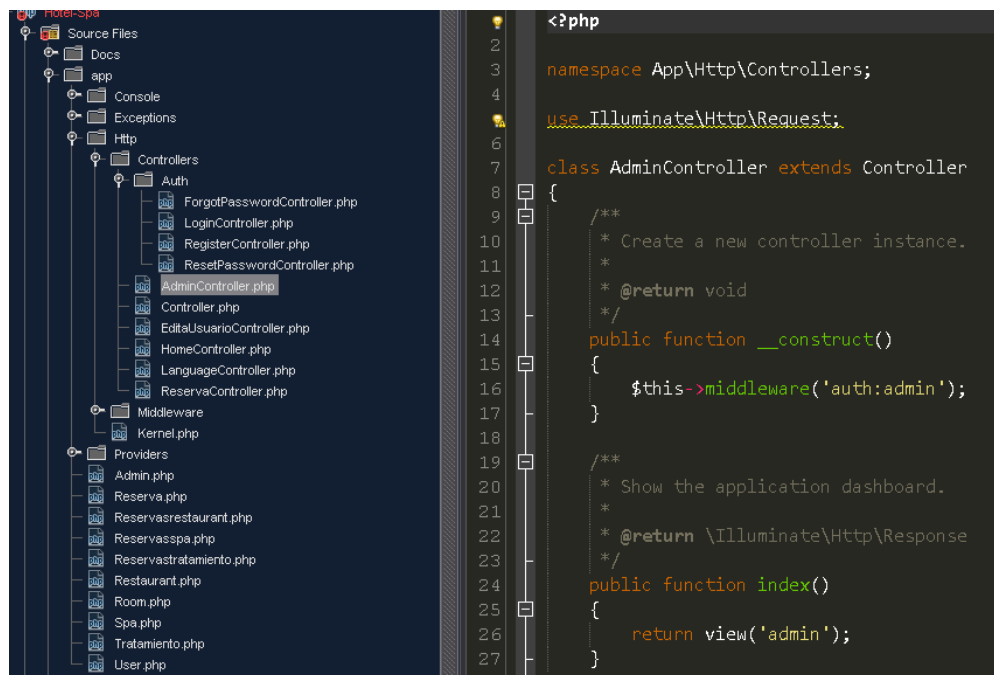 Hotel-Spa
Source Files
Docs
app
Console
Exceptions
Http
Controllers
Auth
ForgotPasswordController.php
LoginController.php
RegisterController.php
ResetPasswordController.php
AdminController.php
Controller.php
EditaUsuarioController.php
HomeController.php
LanguageController.php
ReservaController.php
Middleware
Kernel.php
Providers
Admin.php
Reserva.php
Reservasrestaurant.php
Reservasspa.php
Reservastratamiento.php
Restaurant.php
Room.php
Spa.php
Tratamiento.php
User.php
<?php
2
3 namespace App\Http\Controllers;
4
use Illuminate\Http\Request;
6
7 class AdminController extends Controller
8 {
9 /**
10 * Create a new controller instance.
11 *
12 * @return void
13 */
14 public function __construct()
15 {
16 $this->middleware('auth:admin');
17 }
18
19 /**
20 * Show the application dashboard.
21 *
22 * @return \Illuminate\Http\Response
23 */
24 public function index()
25 {
26 return view('admin');
27 }